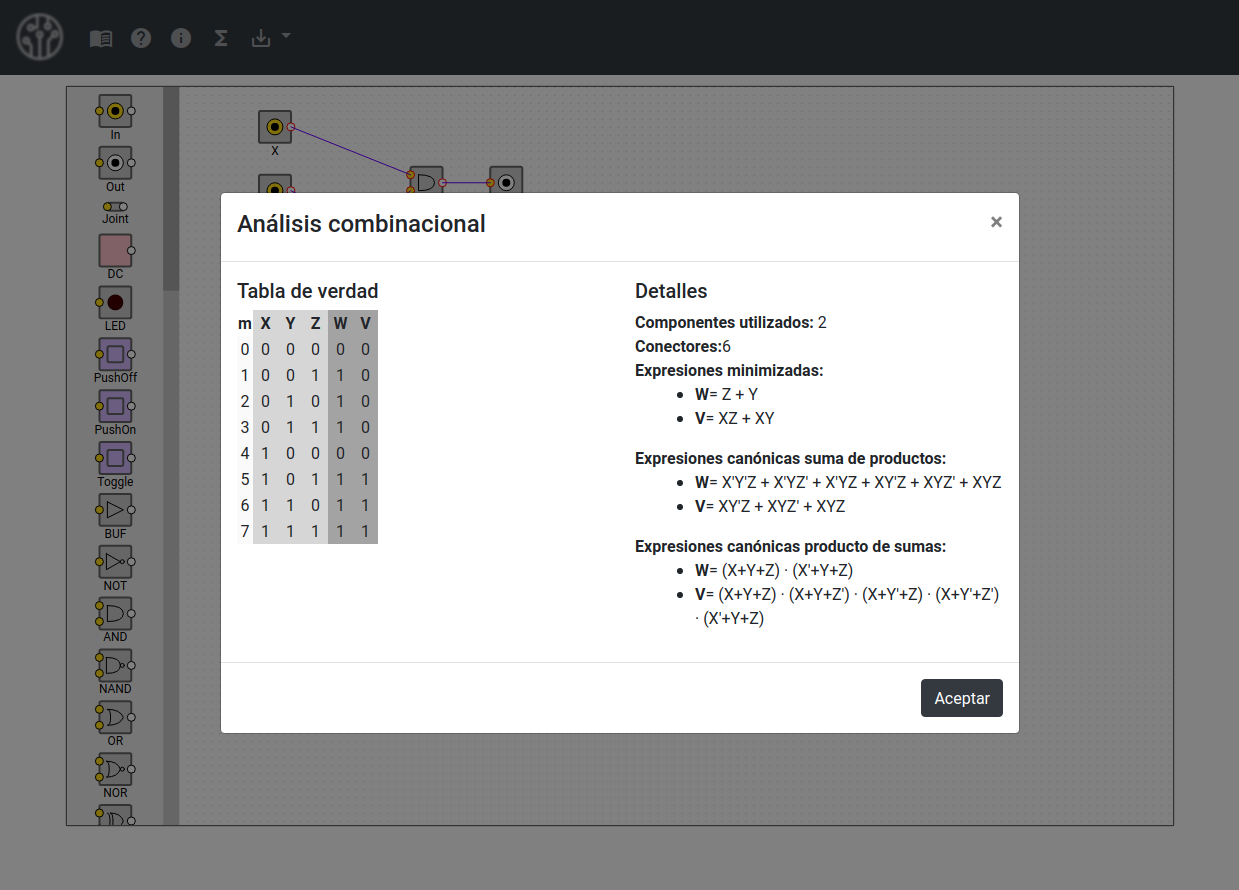 In
Out
Joint
DC
LED
PushOff
PushOn
Toggle
BUF
NOT
AND
NAND
OR
NOR
X
Análisis combinacional
×
Tabla de verdad
m X Y Z W V
0 0 0 0 0 0
1 0 0 1 1 0
2 0 1 0 1 0
3 0 1 1 1 0
4 1 0 0 0 0
5 1 0 1 1 1
6 1 1 0 1 1
7 1 1 1 1 1
Detalles
Componentes utilizados: 2
Conectores:6
Expresiones minimizadas:
• W= Z + Y
• V= XZ + XY
Expresiones canónicas suma de productos:
• W= X'Y'Z + X'YZ' + X'YZ + XY'Z + XYZ' + XYZ
• V= XY'Z + XYZ' + XYZ
Expresiones canónicas producto de sumas:
• W= (X+Y+Z) · (X'+Y+Z)
• V= (X+Y+Z) · (X+Y+Z') · (X+Y'+Z) · (X+Y'+Z')
· (X'+Y+Z)
Aceptar